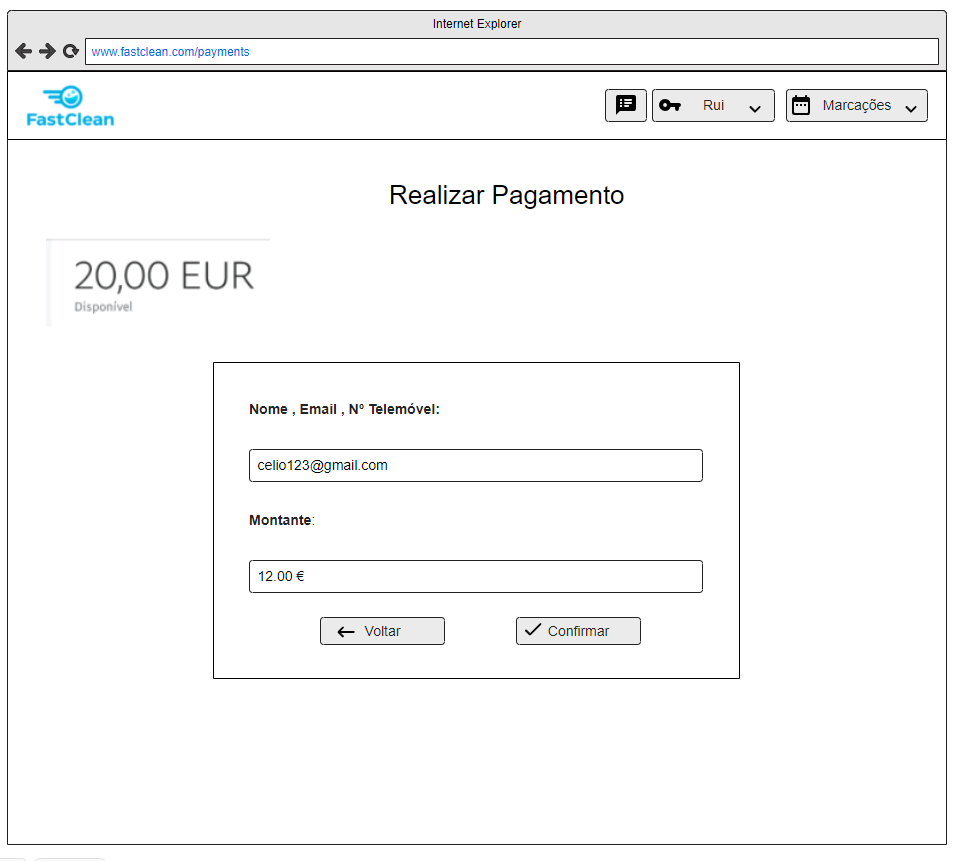 Internet Explorer
www.fastclean.com/payments
FastClean
Rui
Marcações
Realizar Pagamento
20,00 EUR
Disponível
Nome , Email , Nº Telemóvel:
celio123@gmail.com
Montante:
12.00 €
Voltar
Confirmar